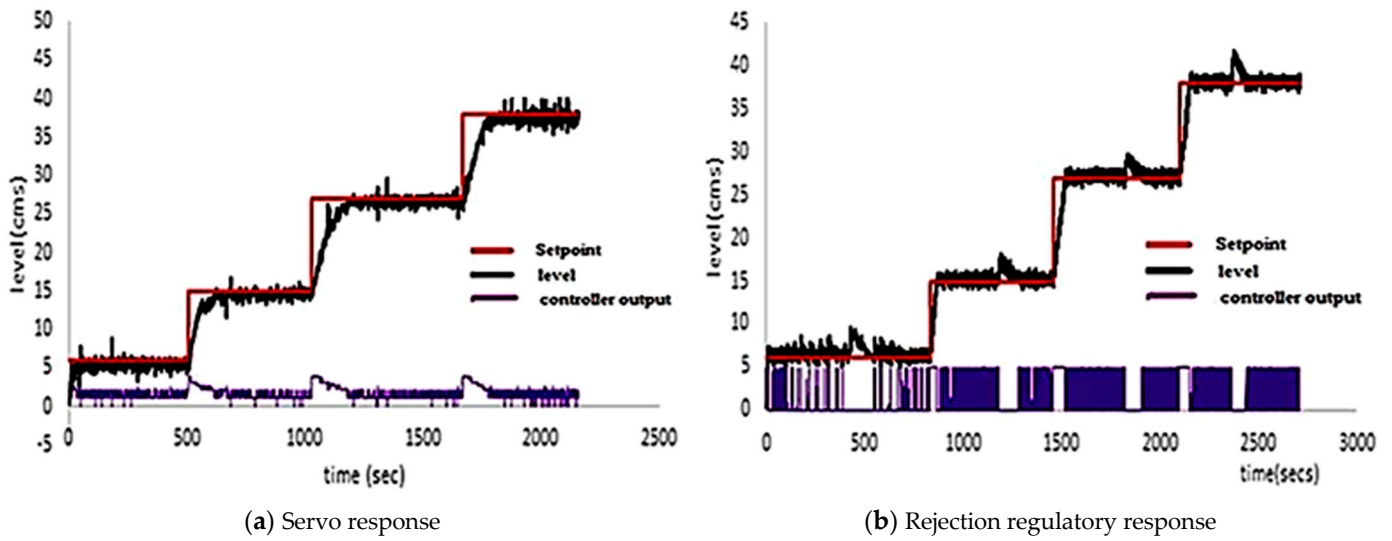 50
45
40
35
30
25
20
15
10
5
0
-5
level(cms)
Setpoint
level
controller output
0 500 1000 1500 2000 2500
time (sec)
(a) Servo response
45
40
35
30
25
20
15
10
5
0
level(cms)
Setpoint
level
controller output
0 500 1000 1500 2000 2500 3000
time(secs)
(b) Rejection regulatory response